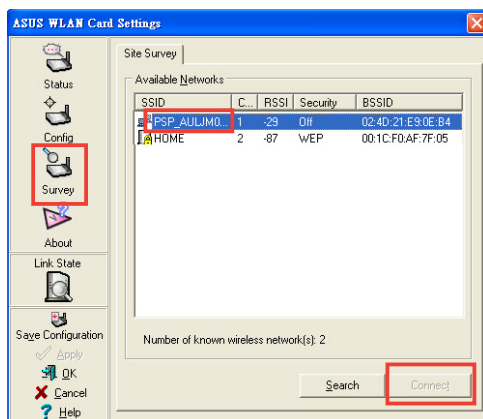 ASUS WLAN Card Settings
Status
Config
Survey
About
Link State
Save Configuration
Apply
OK
Cancel
Help
Site Survey
Available Networks
SSID C... RSSI Security BSSID
PSP_AULJM0... 1 -29 Off 02:4D:21:E9:0E:B4
HOME 2 -87 WEP 00:1C:F0:AF:7F:05
Number of known wireless network(s): 2
Search Connect